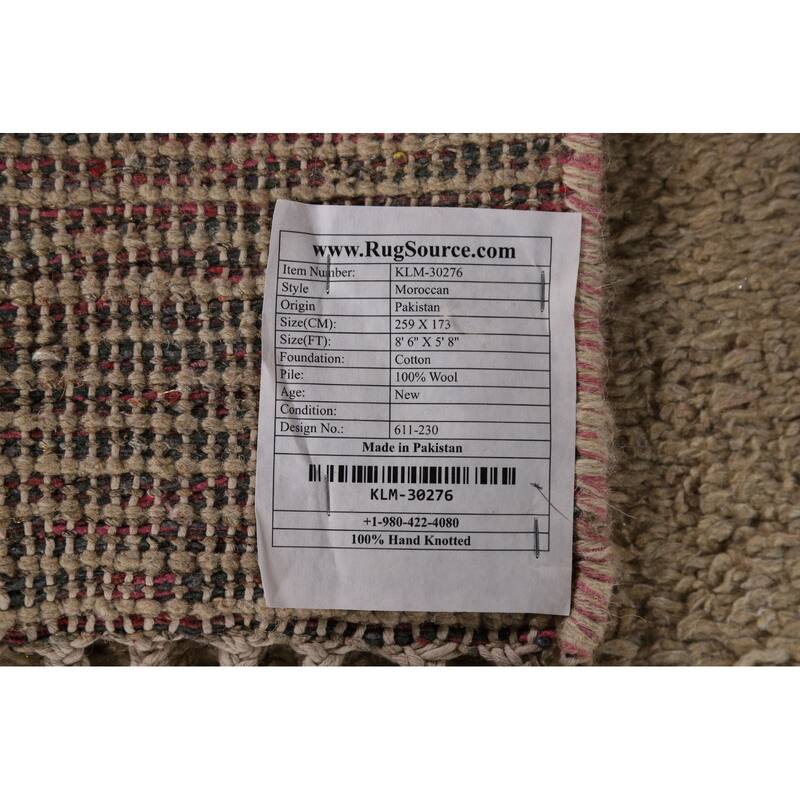 www.RugSource.com
Item Number: KLM-30276
Style Moroccan
Origin Pakistan
Size(CM): 259 X 173
Size(FT): 8' 6" X 5' 8"
Foundation: Cotton
Pile: 100% Wool
Age: New
Condition:
Design No.: 611-230
Made in Pakistan
KLM-30276
+1-980-422-4080
100% Hand Knotted